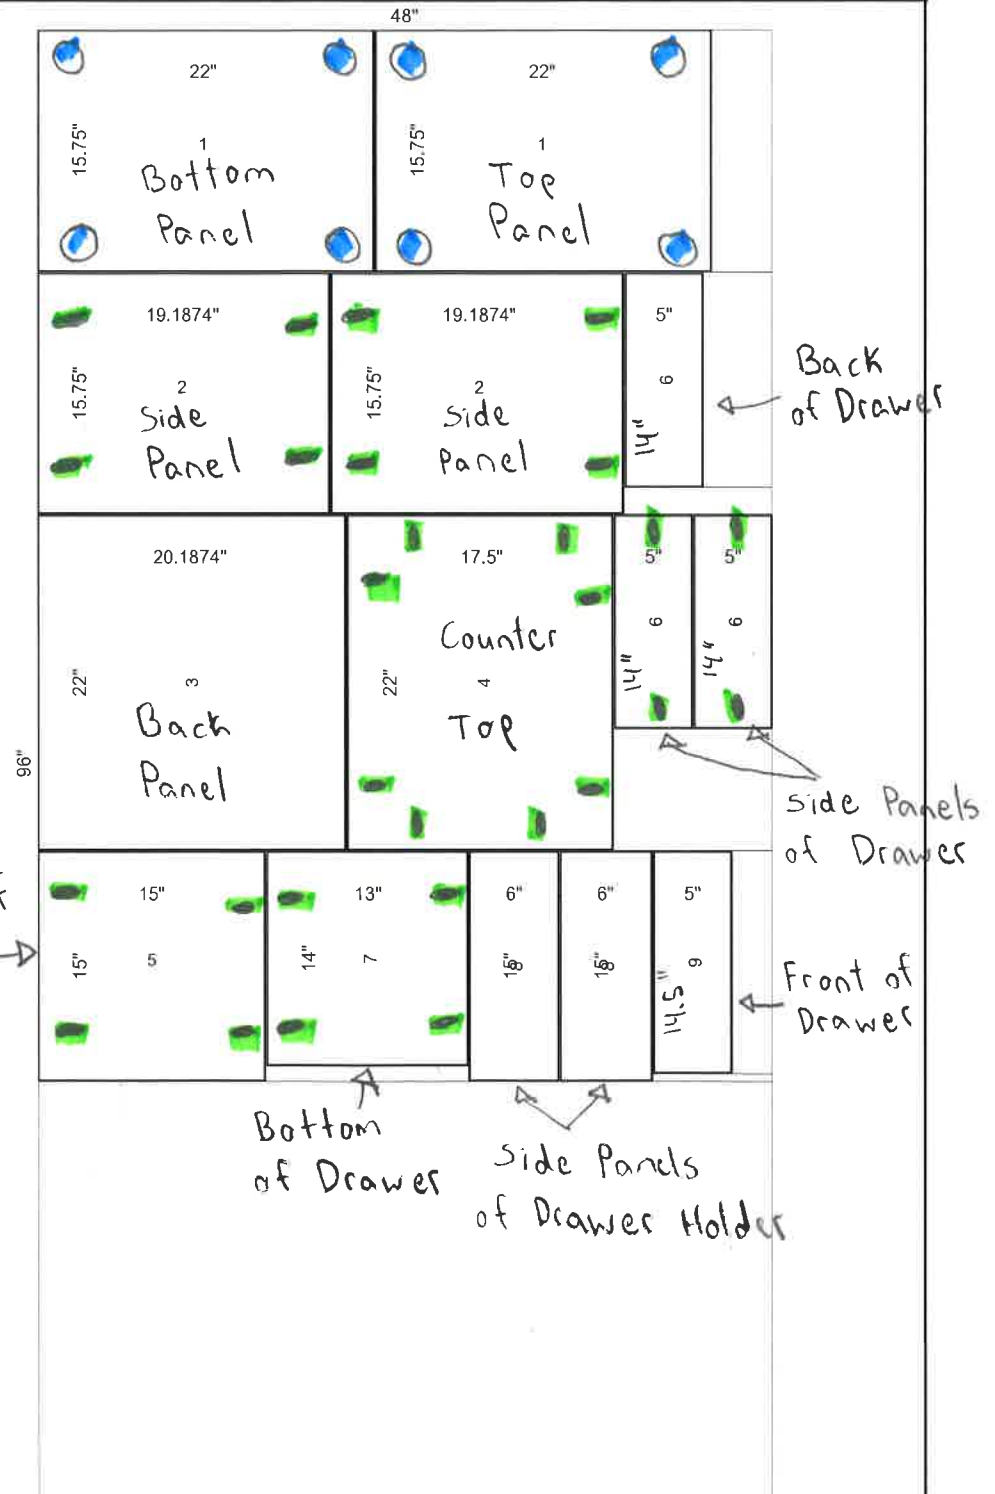 48"
22"
15.75"
1
Bottom
Panel
22"
15.75"
1
Top
Panel
19.1874"
15.75"
2
Side
Panel
19.1874"
15.75"
2
Side
Panel
5"
6
14"
Back
of Drawer
20.1874"
22"
3
Back
Panel
17.5"
Counter
22"
4
Top
5"
6
14"
5"
6
14"
Side Panels
of Drawer
96"
15"
15"
5
13"
14"
7
6"
15"
8
6"
15"
8
5"
9
14.5"
Front of
Drawer
Bottom
of Drawer
Side Panels
of Drawer Holder